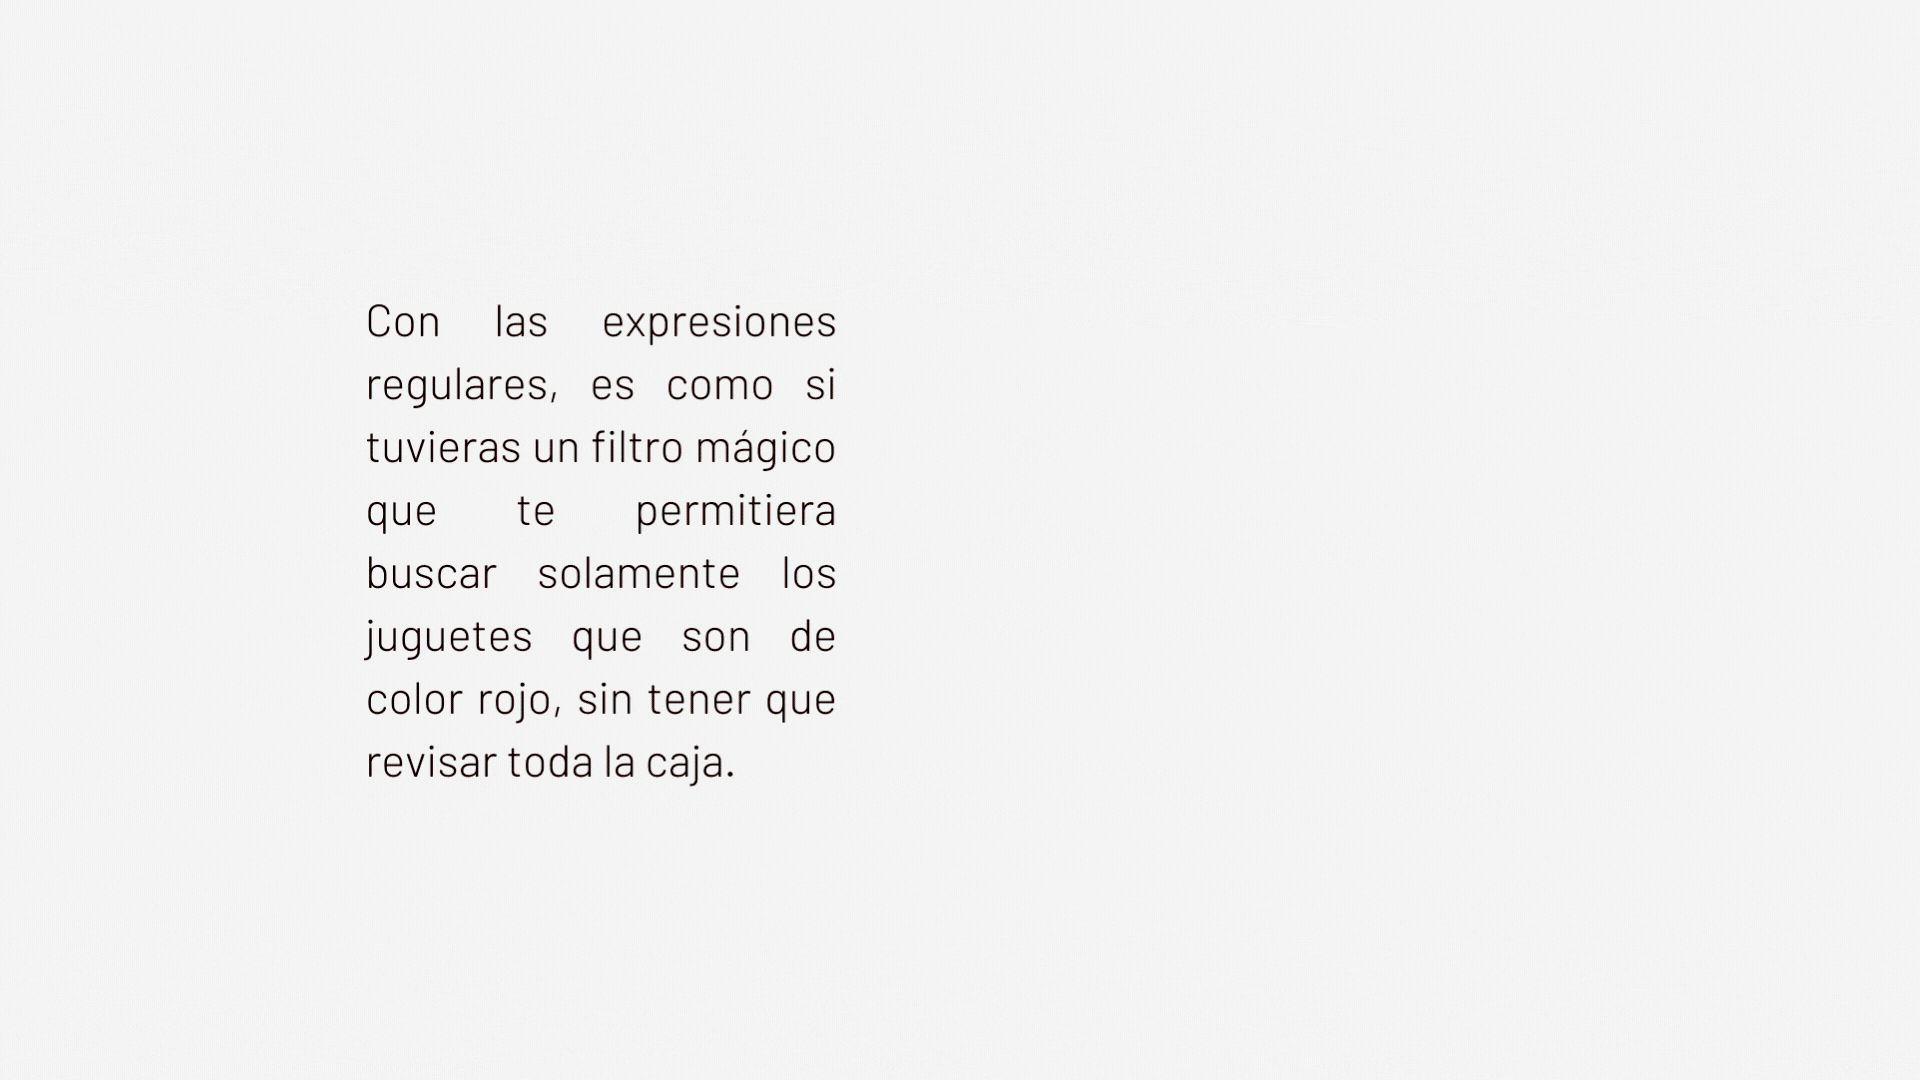 Con las expresiones
regulares, es como si
tuvieras un filtro mágico
que te permitiera
buscar solamente los
juguetes que son de
color rojo, sin tener que
revisar toda la caja.